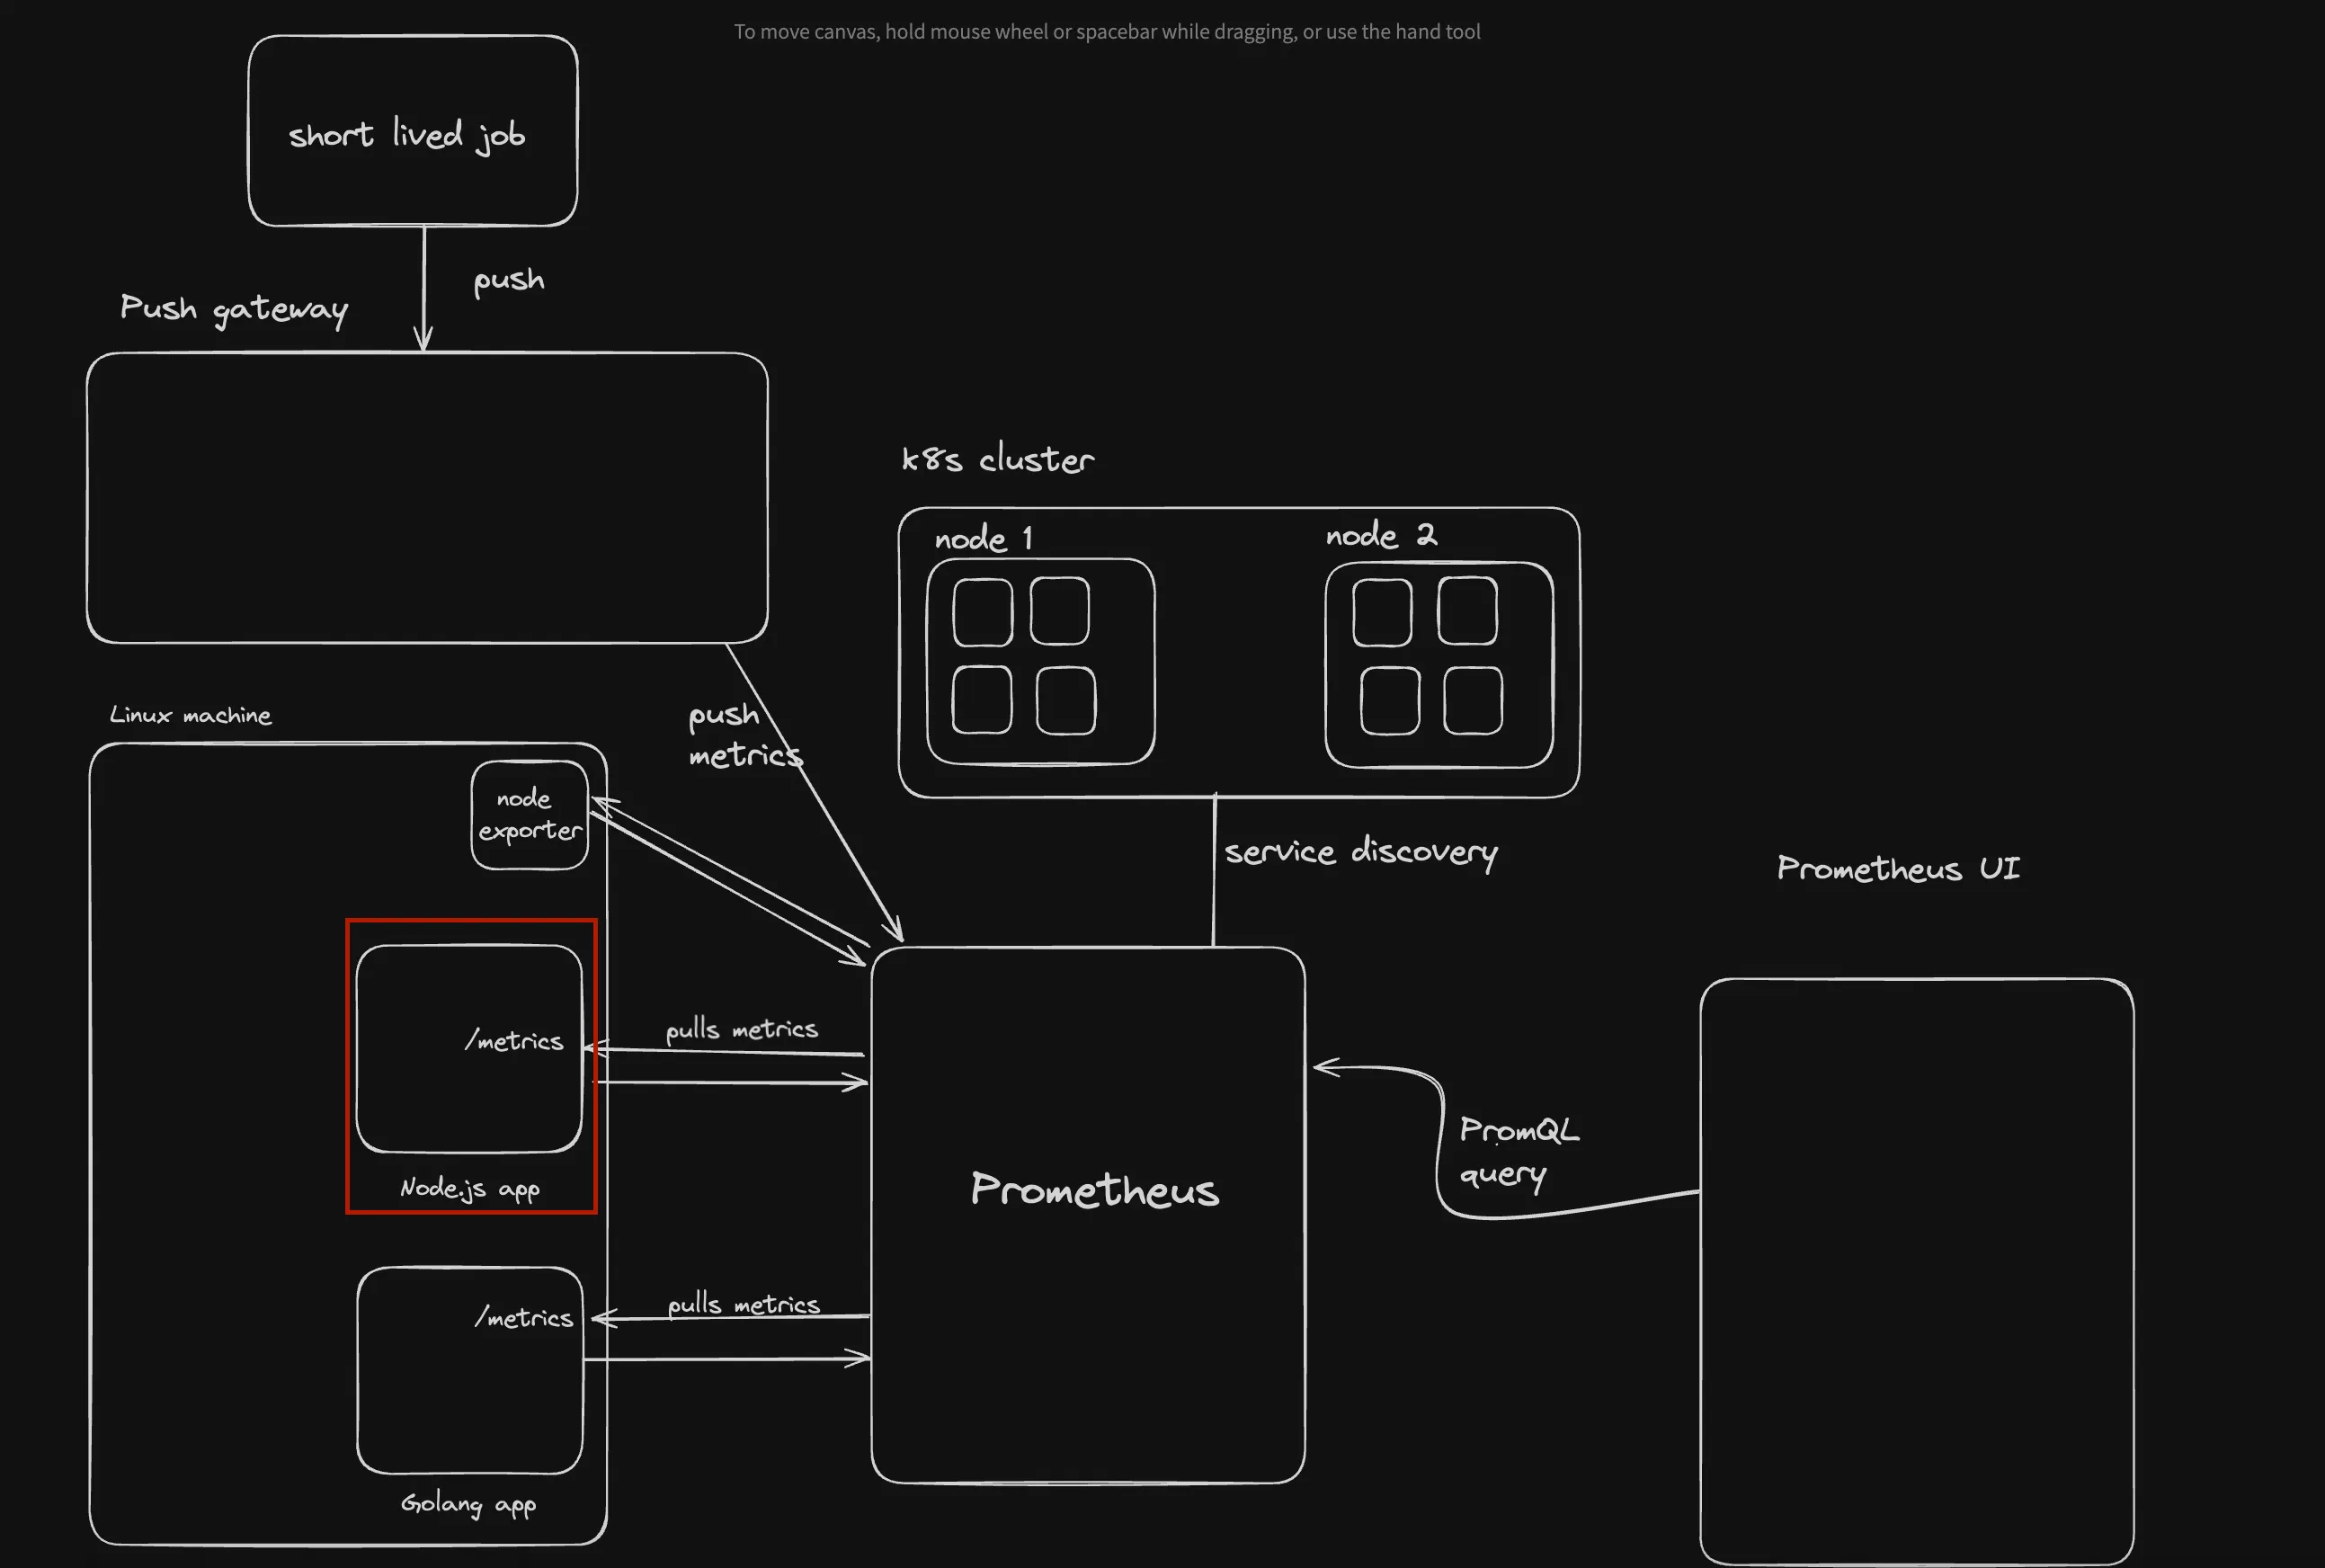 To move canvas, hold mouse wheel or spacebar while dragging, or use the hand tool
short lived job
push
Push gateway
k8s cluster
node 1
node 2
Linux machine
push
metrics
node
exporter
service discovery
Prometheus UI
pulls metrics
/metrics
PromQL
query
Node.js app
Prometheus
pulls metrics
/metrics
Golang app